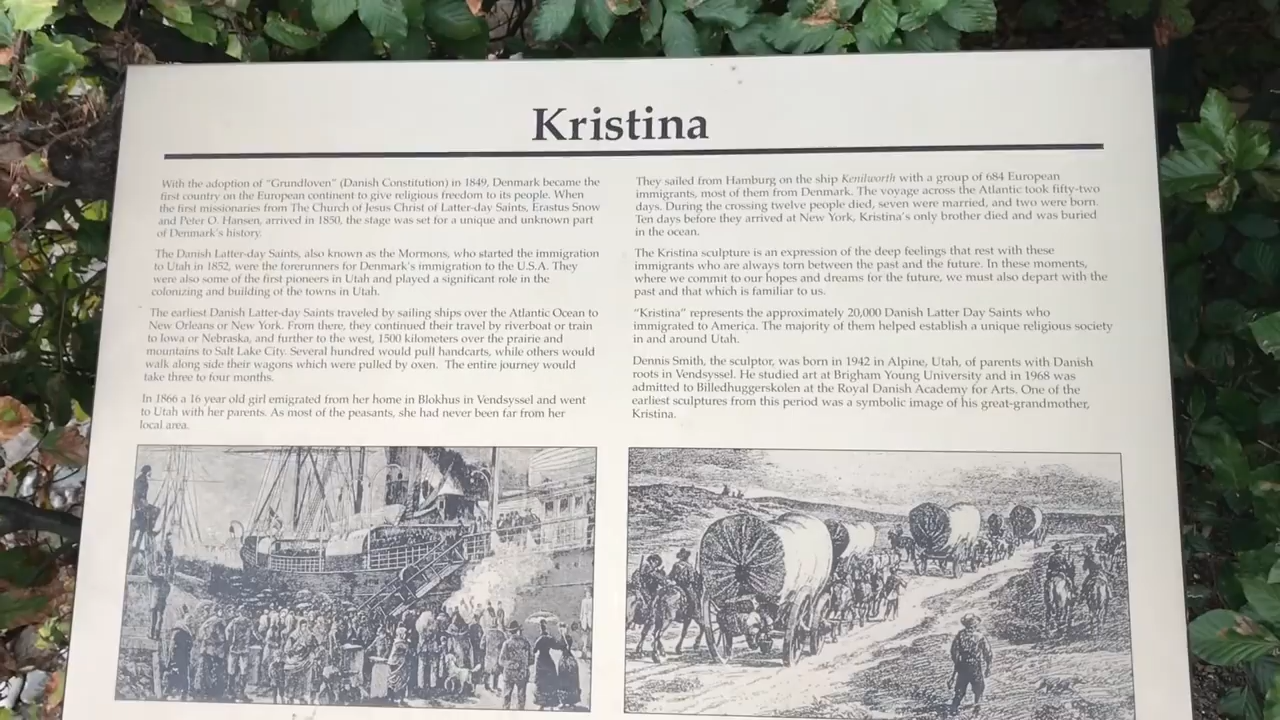 Kristina
With the adoption of "Grundloven" (Danish Constitution) in 1849, Denmark became the
first country on the European continent to give religious freedom to its people. When
the first missionaries from The Church of Jesus Christ of Latter-day Saints, Erastus Snow
and Peter O. Hansen, arrived in 1850, the stage was set for a unique and unknown part
of Denmark's history.
The Danish Latter-day Saints, also known as the Mormons, who started the immigration
to Utah in 1852, were the forerunners for Denmark's immigration to the U.S.A. They
were also some of the first pioneers in Utah and played a significant role in the
colonizing and building of the towns in Utah.
The earliest Danish Latter-day Saints traveled by sailing ships over the Atlantic Ocean to
New Orleans or New York. From there, they continued their travel by riverboat or train
to Iowa or Nebraska, and further to the west, 1500 kilometers over the prairie and
mountains to Salt Lake City. Several hundred would pull handcarts, while others would
walk along side their wagons which were pulled by oxen. The entire journey would
take three to four months.
In 1866 a 16 year old girl emigrated from her home in Blokhus in Vendsyssel and went
to Utah with her parents. As most of the peasants, she had never been far from her
local area.
They sailed from Hamburg on the ship Kenilworth with a group of 684 European
immigrants, most of them from Denmark. The voyage across the Atlantic took fifty-two
days. During the crossing twelve people died, seven were married, and two were born.
Ten days before they arrived at New York, Kristina's only brother died and was buried
in the ocean.
The Kristina sculpture is an expression of the deep feelings that rest with these
immigrants who are always torn between the past and the future. In these moments,
where we commit to our hopes and dreams for the future, we must also depart with the
past and that which is familiar to us.
"Kristina" represents the approximately 20,000 Danish Latter Day Saints who
immigrated to America. The majority of them helped establish a unique religious society
in and around Utah.
Dennis Smith, the sculptor, was born in 1942 in Alpine, Utah, of parents with Danish
roots in Vendsyssel. He studied art at Brigham Young University and in 1968 was
admitted to Billedhuggerskolen at the Royal Danish Academy for Arts. One of the
earliest sculptures from this period was a symbolic image of his great-grandmother,
Kristina.